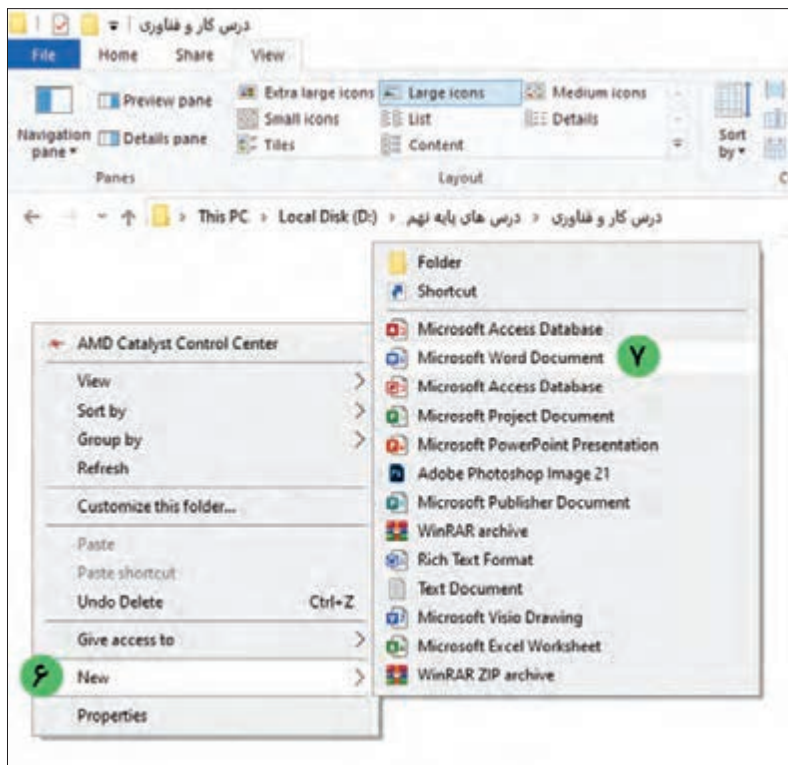 درس کار و فناوری
File Home Share View
Navigation pane
Preview pane
Details pane
Panes
Extra large icons Large icons Medium icons
Small icons List Details
Tiles Content
Layout
Sort by
This PC › Local Disk (D:) › درس های پایه نهم › درس کار و فناوری
AMD Catalyst Control Center
View
Sort by
Group by
Refresh
Customize this folder...
Paste
Paste shortcut
Undo Delete Ctrl+Z
Give access to
۶ New
Properties
Folder
Shortcut
Microsoft Access Database
Microsoft Word Document ۷
Microsoft Access Database
Microsoft Project Document
Microsoft PowerPoint Presentation
Adobe Photoshop Image 21
Microsoft Publisher Document
WinRAR archive
Rich Text Format
Text Document
Microsoft Visio Drawing
Microsoft Excel Worksheet
WinRAR ZIP archive